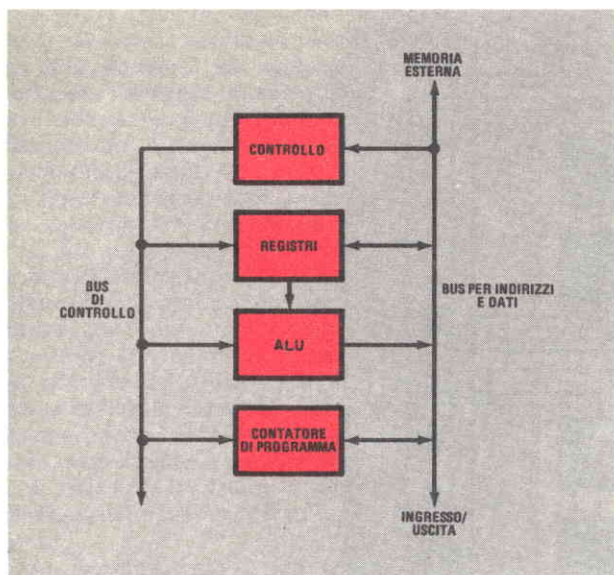 MEMORIA
ESTERNA
CONTROLLO
REGISTRI
BUS
DI
CONTROLLO
BUS PER INDIRIZZI
E DATI
ALU
CONTATORE
DI PROGRAMMA
INGRESSO/
USCITA